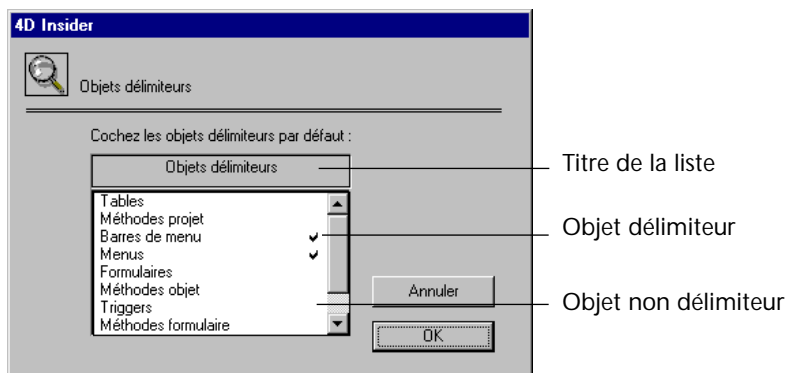 4D Insider
Objets délimiteurs
Cochez les objets délimiteurs par défaut :
Objets délimiteurs
Tables
Méthodes projet
Barres de menu
Menus
Formulaires
Méthodes objet
Triggers
Méthodes formulaire
Annuler
OK
Titre de la liste
Objet délimiteur
Objet non délimiteur